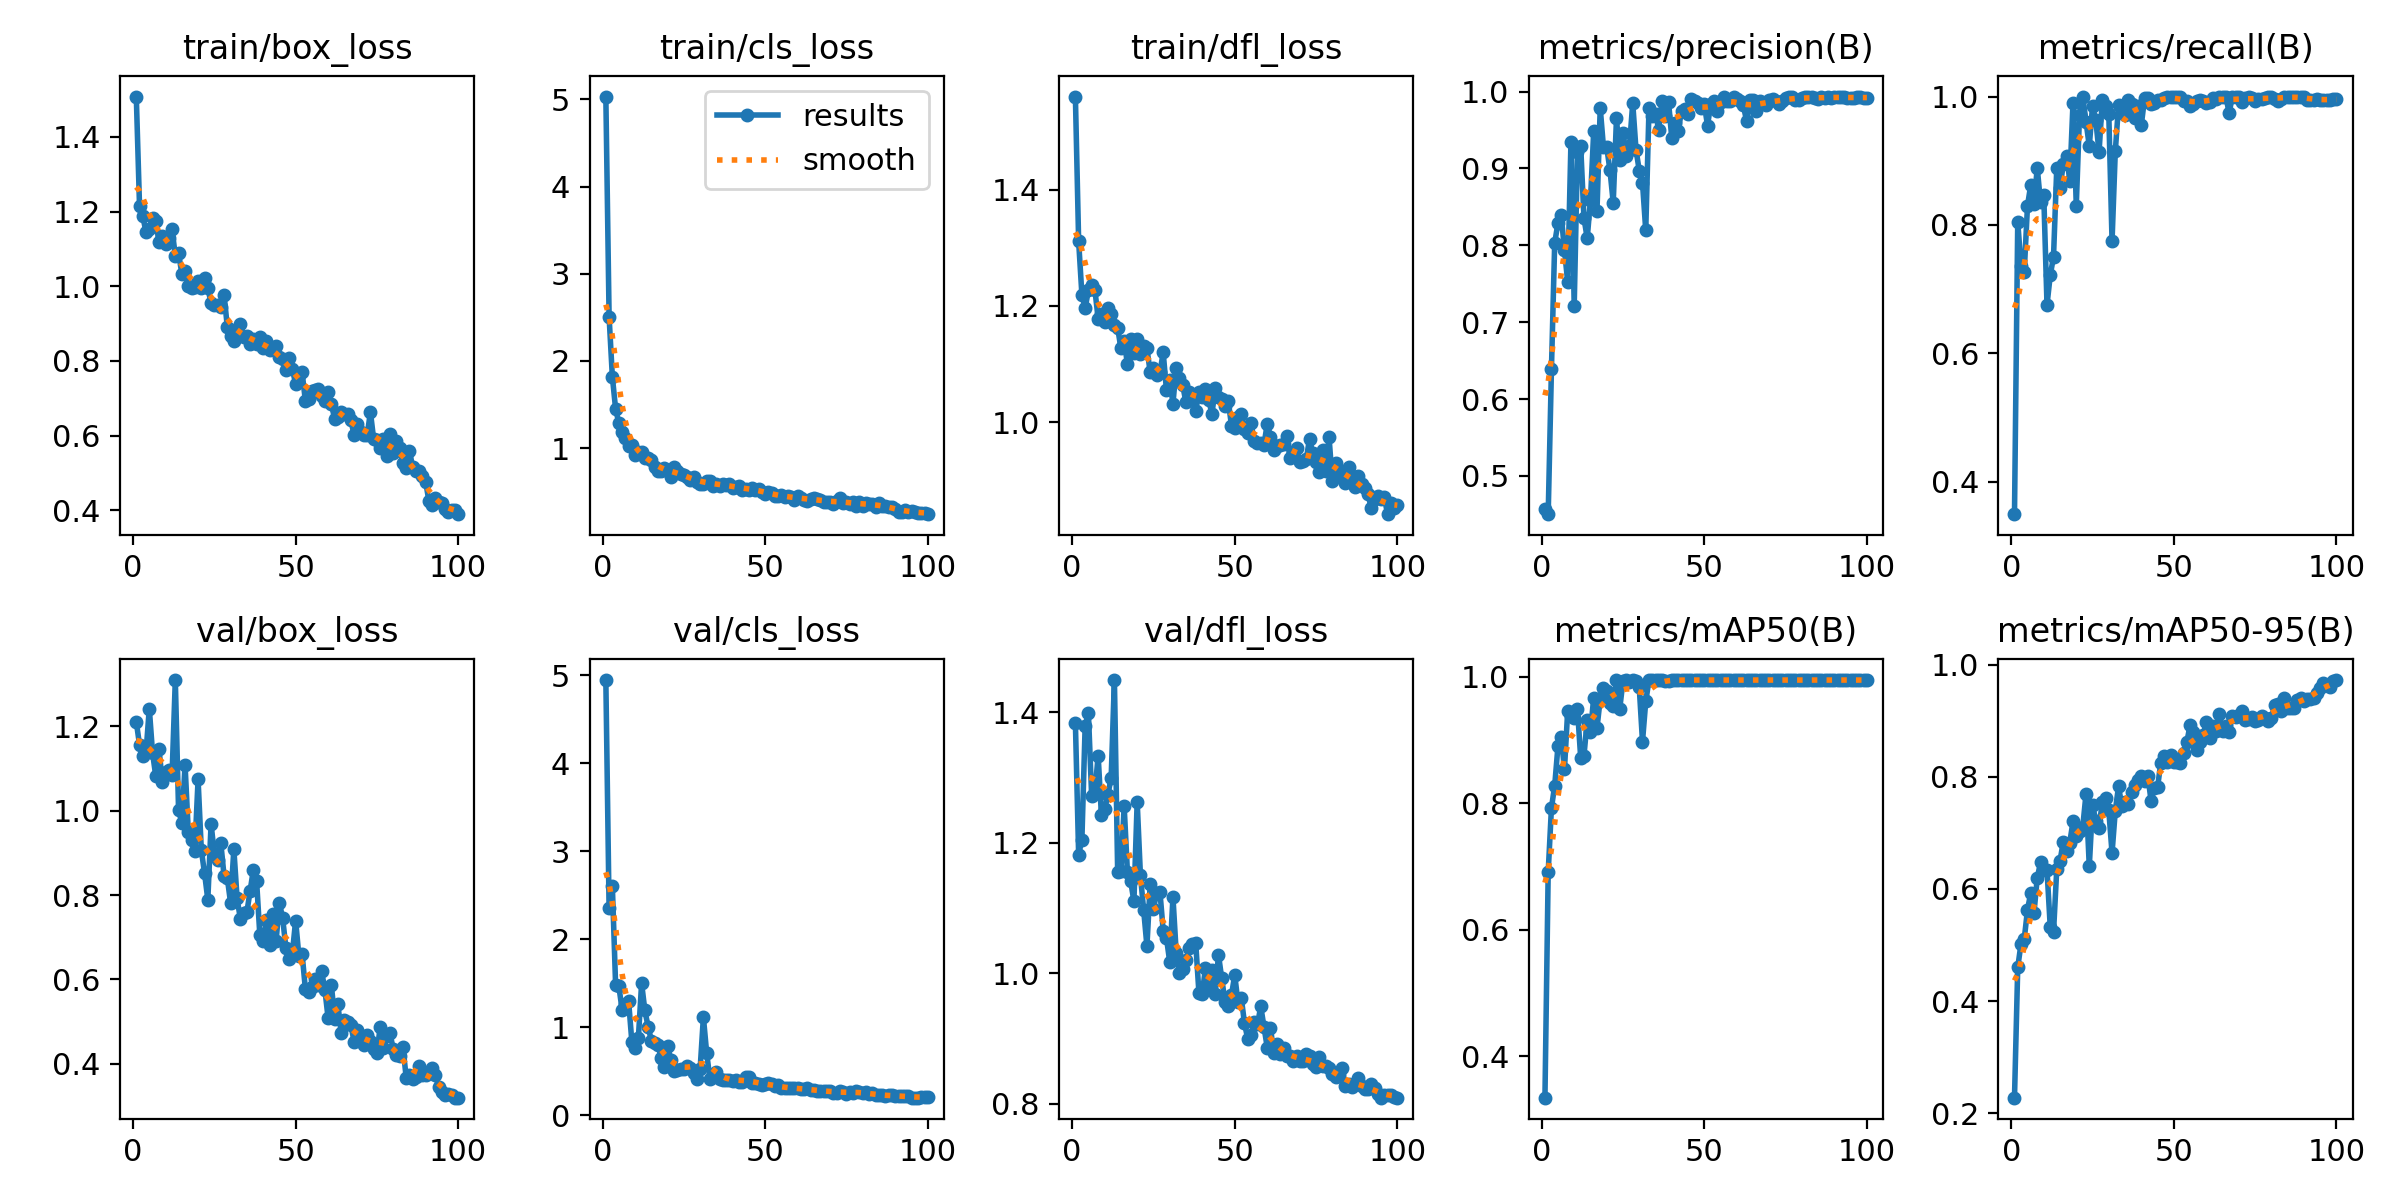 train/box_loss
1.4
1.2
1.0
0.8
0.6
0.4
0 50 100
train/cls_loss
results
smooth
5
4
3
2
1
0 50 100
train/dfl_loss
1.4
1.2
1.0
0 50 100
metrics/precision(B)
1.0
0.9
0.8
0.7
0.6
0.5
0 50 100
metrics/recall(B)
1.0
0.8
0.6
0.4
0 50 100
val/box_loss
1.2
1.0
0.8
0.6
0.4
0 50 100
val/cls_loss
5
4
3
2
1
0
0 50 100
val/dfl_loss
1.4
1.2
1.0
0.8
0 50 100
metrics/mAP50(B)
1.0
0.8
0.6
0.4
0 50 100
metrics/mAP50-95(B)
1.0
0.8
0.6
0.4
0.2
0 50 100